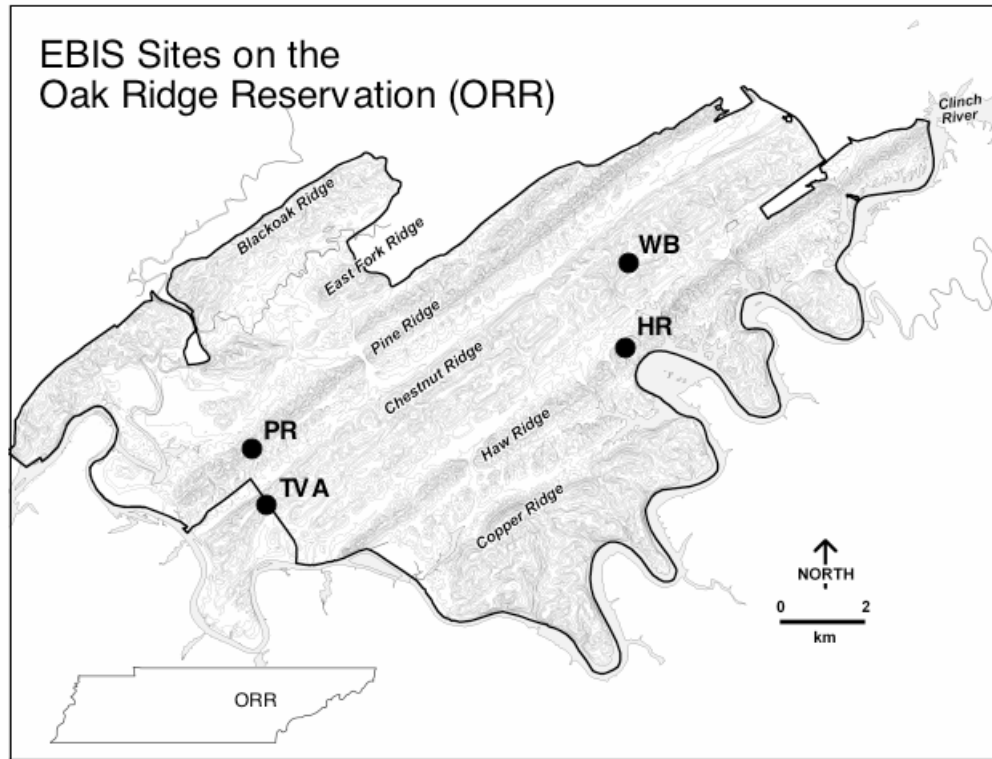 EBIS Sites on the
Oak Ridge Reservation (ORR)
Clinch
River
Blackoak Ridge
East Fork Ridge
WB
Pine Ridge
HR
Chestnut Ridge
PR
Haw Ridge
TVA
Copper Ridge
NORTH
0 2
km
ORR